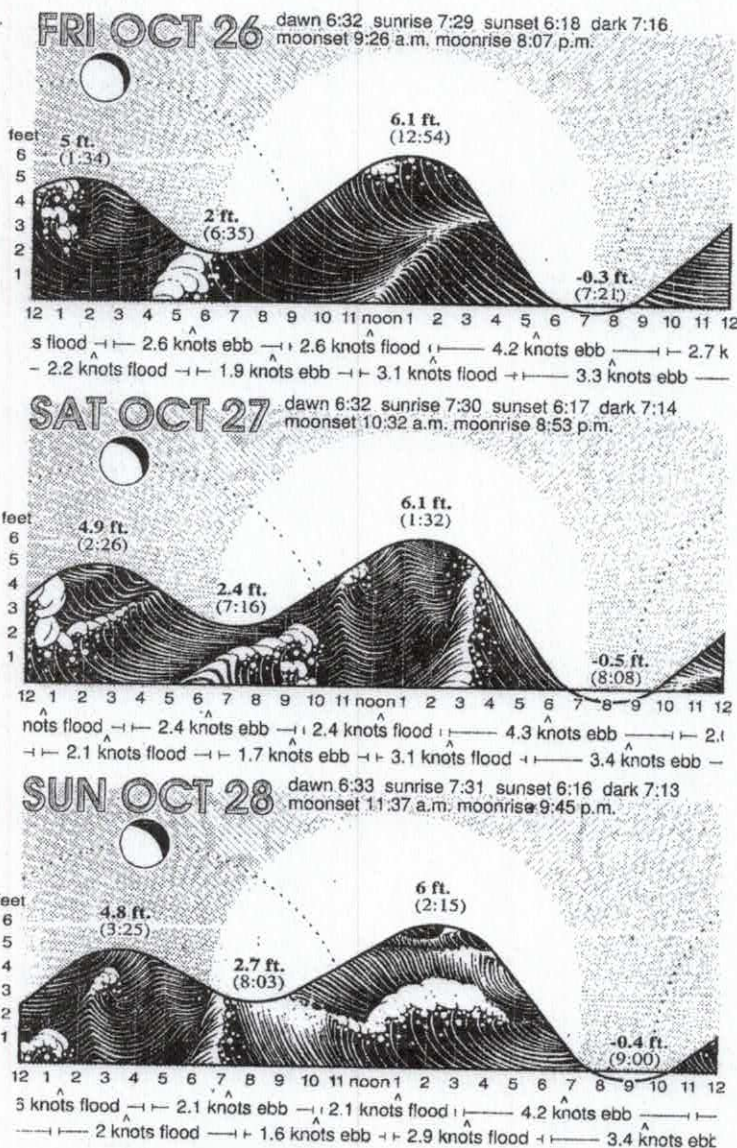 FRI OCT 26 dawn 6:32 sunrise 7:29 sunset 6:18 dark 7:16
moonset 9:26 a.m. moonrise 8:07 p.m.
feet
6
5
4
3
2
1
5 ft.
(1:34)
2 ft.
(6:35)
6.1 ft.
(12:54)
-0.3 ft.
(7:21)
12 1 2 3 4 5 6 7 8 9 10 11 noon 1 2 3 4 5 6 7 8 9 10 11 12
s flood 2.6 knots ebb 2.6 knots flood 4.2 knots ebb 2.7 k
2.2 knots flood 1.9 knots ebb 3.1 knots flood 3.3 knots ebb
SAT OCT 27 dawn 6:32 sunrise 7:30 sunset 6:17 dark 7:14
moonset 10:32 a.m. moonrise 8:53 p.m.
feet
6
5
4
3
2
1
4.9 ft.
(2:26)
2.4 ft.
(7:16)
6.1 ft.
(1:32)
-0.5 ft.
(8:08)
12 1 2 3 4 5 6 7 8 9 10 11 noon 1 2 3 4 5 6 7 8 9 10 11 12
nots flood 2.4 knots ebb 2.4 knots flood 4.3 knots ebb
2.1 knots flood 1.7 knots ebb 3.1 knots flood 3.4 knots ebb
SUN OCT 28 dawn 6:33 sunrise 7:31 sunset 6:16 dark 7:13
moonset 11:37 a.m. moonrise 9:45 p.m.
eet
6
5
4
3
2
1
4.8 ft.
(3:25)
2.7 ft.
(8:03)
6 ft.
(2:15)
-0.4 ft.
(9:00)
12 1 2 3 4 5 6 7 8 9 10 11 noon 1 2 3 4 5 6 7 8 9 10 11 12
6 knots flood 2.1 knots ebb 2.1 knots flood 4.2 knots ebb
2 knots flood 1.6 knots ebb 2.9 knots flood 3.4 knots ebb